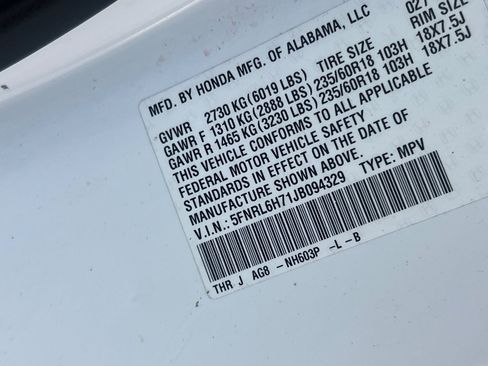 MFD. BY HONDA MFG. OF ALABAMA, LLC 027
TIRE SIZE RIM SIZE
GVWR 2730 KG(6019 LBS)
GAWR F 1310 KG(2888 LBS)235/60R18 103H 18X7.5J
GAWR R 1465 KG(3230 LBS)235/60R18 103H 18X7.5J
THIS VEHICLE CONFORMS TO ALL APPLICABLE
FEDERAL MOTOR VEHICLE SAFETY
STANDARDS IN EFFECT ON THE DATE OF
MANUFACTURE SHOWN ABOVE.
V.I.N.: 5FNRL6H71JB094329 TYPE: MPV
THR J AG8 -NH603P -L-B